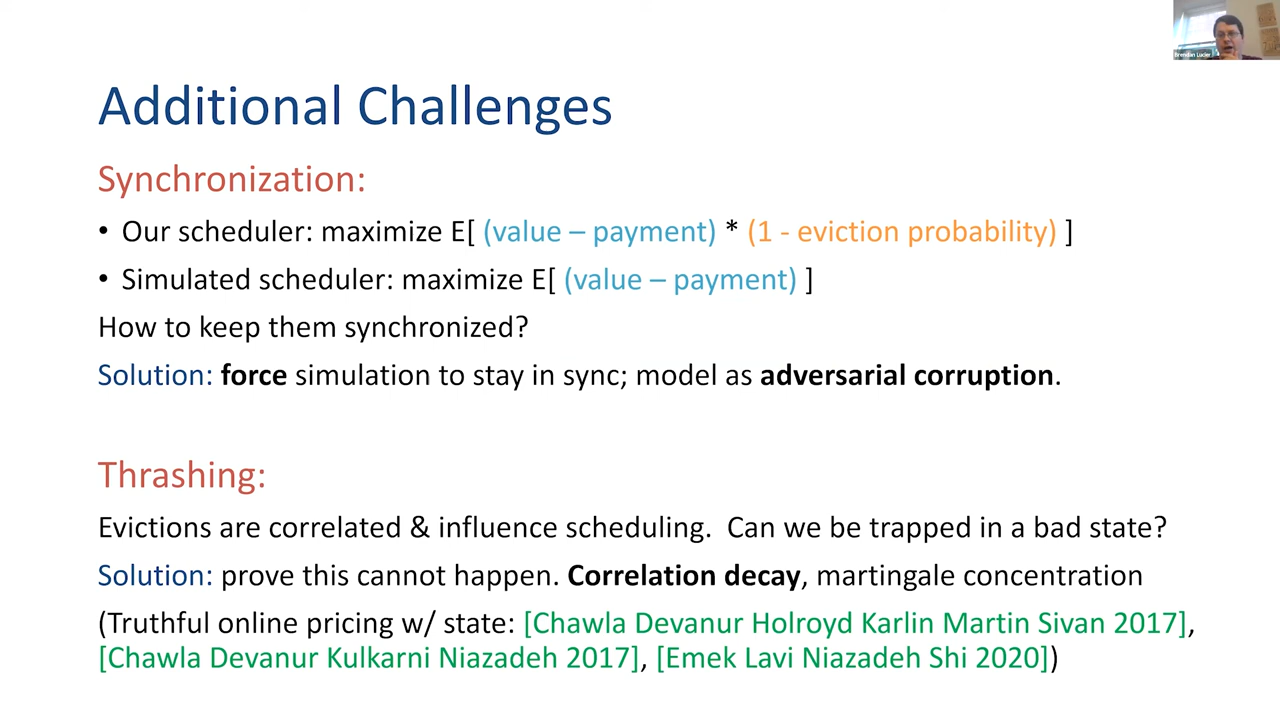 Brendan Lucier
Additional Challenges
Synchronization:
• Our scheduler: maximize E[ (value – payment) * (1 - eviction probability) ]
• Simulated scheduler: maximize E[ (value – payment) ]
How to keep them synchronized?
Solution: force simulation to stay in sync; model as adversarial corruption.
Thrashing:
Evictions are correlated & influence scheduling.  Can we be trapped in a bad state?
Solution: prove this cannot happen. Correlation decay, martingale concentration
(Truthful online pricing w/ state: [Chawla Devanur Holroyd Karlin Martin Sivan 2017],
[Chawla Devanur Kulkarni Niazadeh 2017], [Emek Lavi Niazadeh Shi 2020])